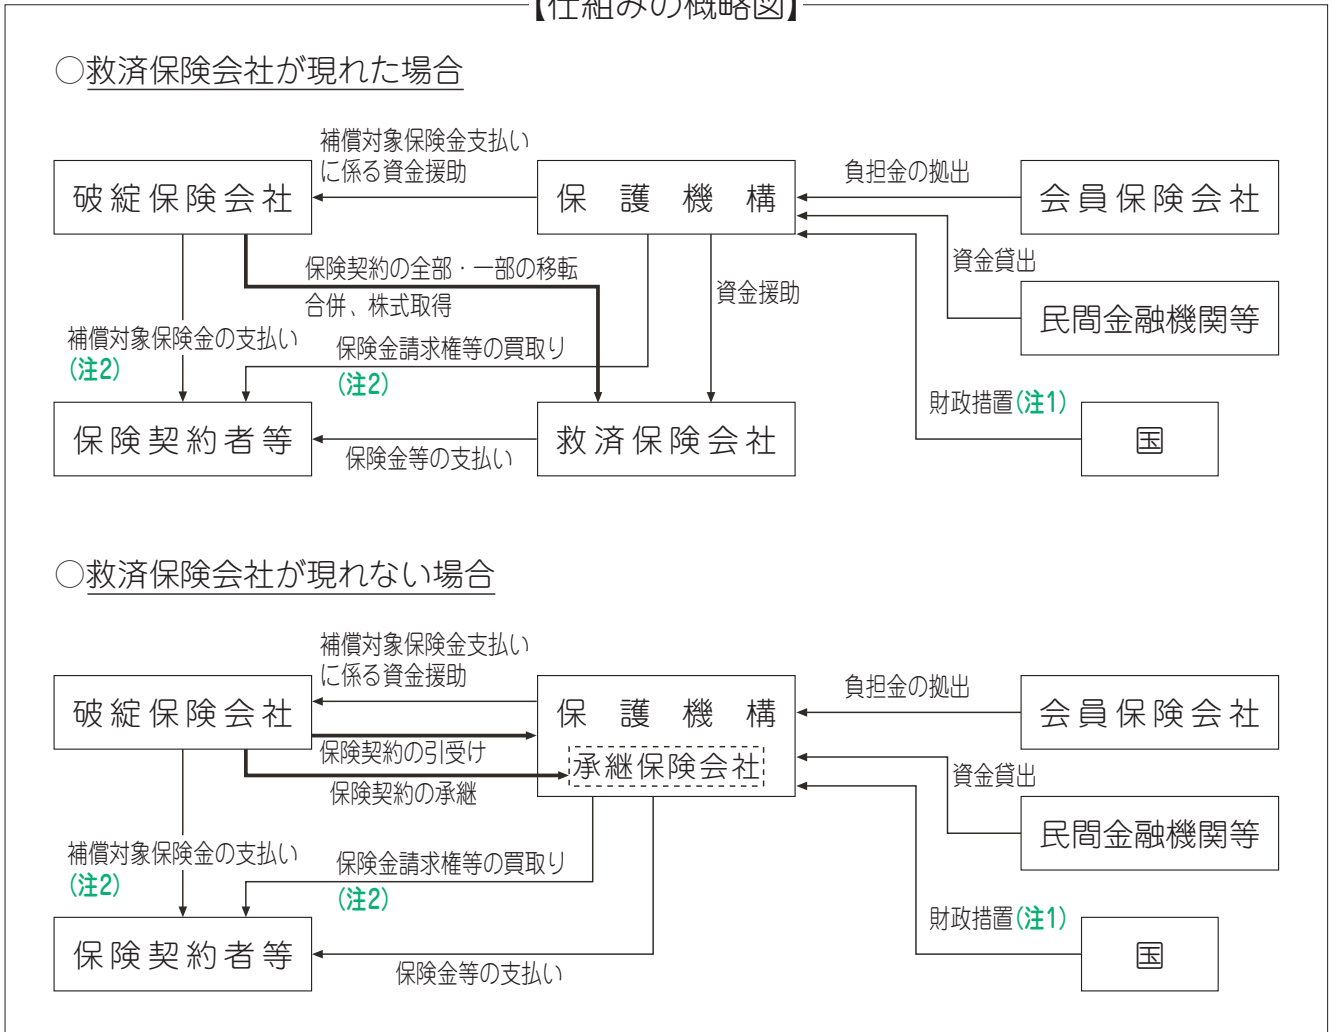 【仕組みの概略図】
○救済保険会社が現れた場合
補償対象保険金支払い
に係る資金援助
破綻保険会社
保護機構
負担金の拠出
会員保険会社
保険契約の全部・一部の移転
合併、株式取得
資金援助
資金貸出
民間金融機関等
補償対象保険金の支払い
(注2)
保険金請求権等の買取り
(注2)
財政措置(注1)
保険契約者等
保険金等の支払い
救済保険会社
国
○救済保険会社が現れない場合
補償対象保険金支払い
に係る資金援助
破綻保険会社
保護機構
負担金の拠出
会員保険会社
保険契約の引受け
承継保険会社
保険契約の承継
資金貸出
民間金融機関等
補償対象保険金の支払い
(注2)
保険金請求権等の買取り
(注2)
財政措置(注1)
保険契約者等
保険金等の支払い
国